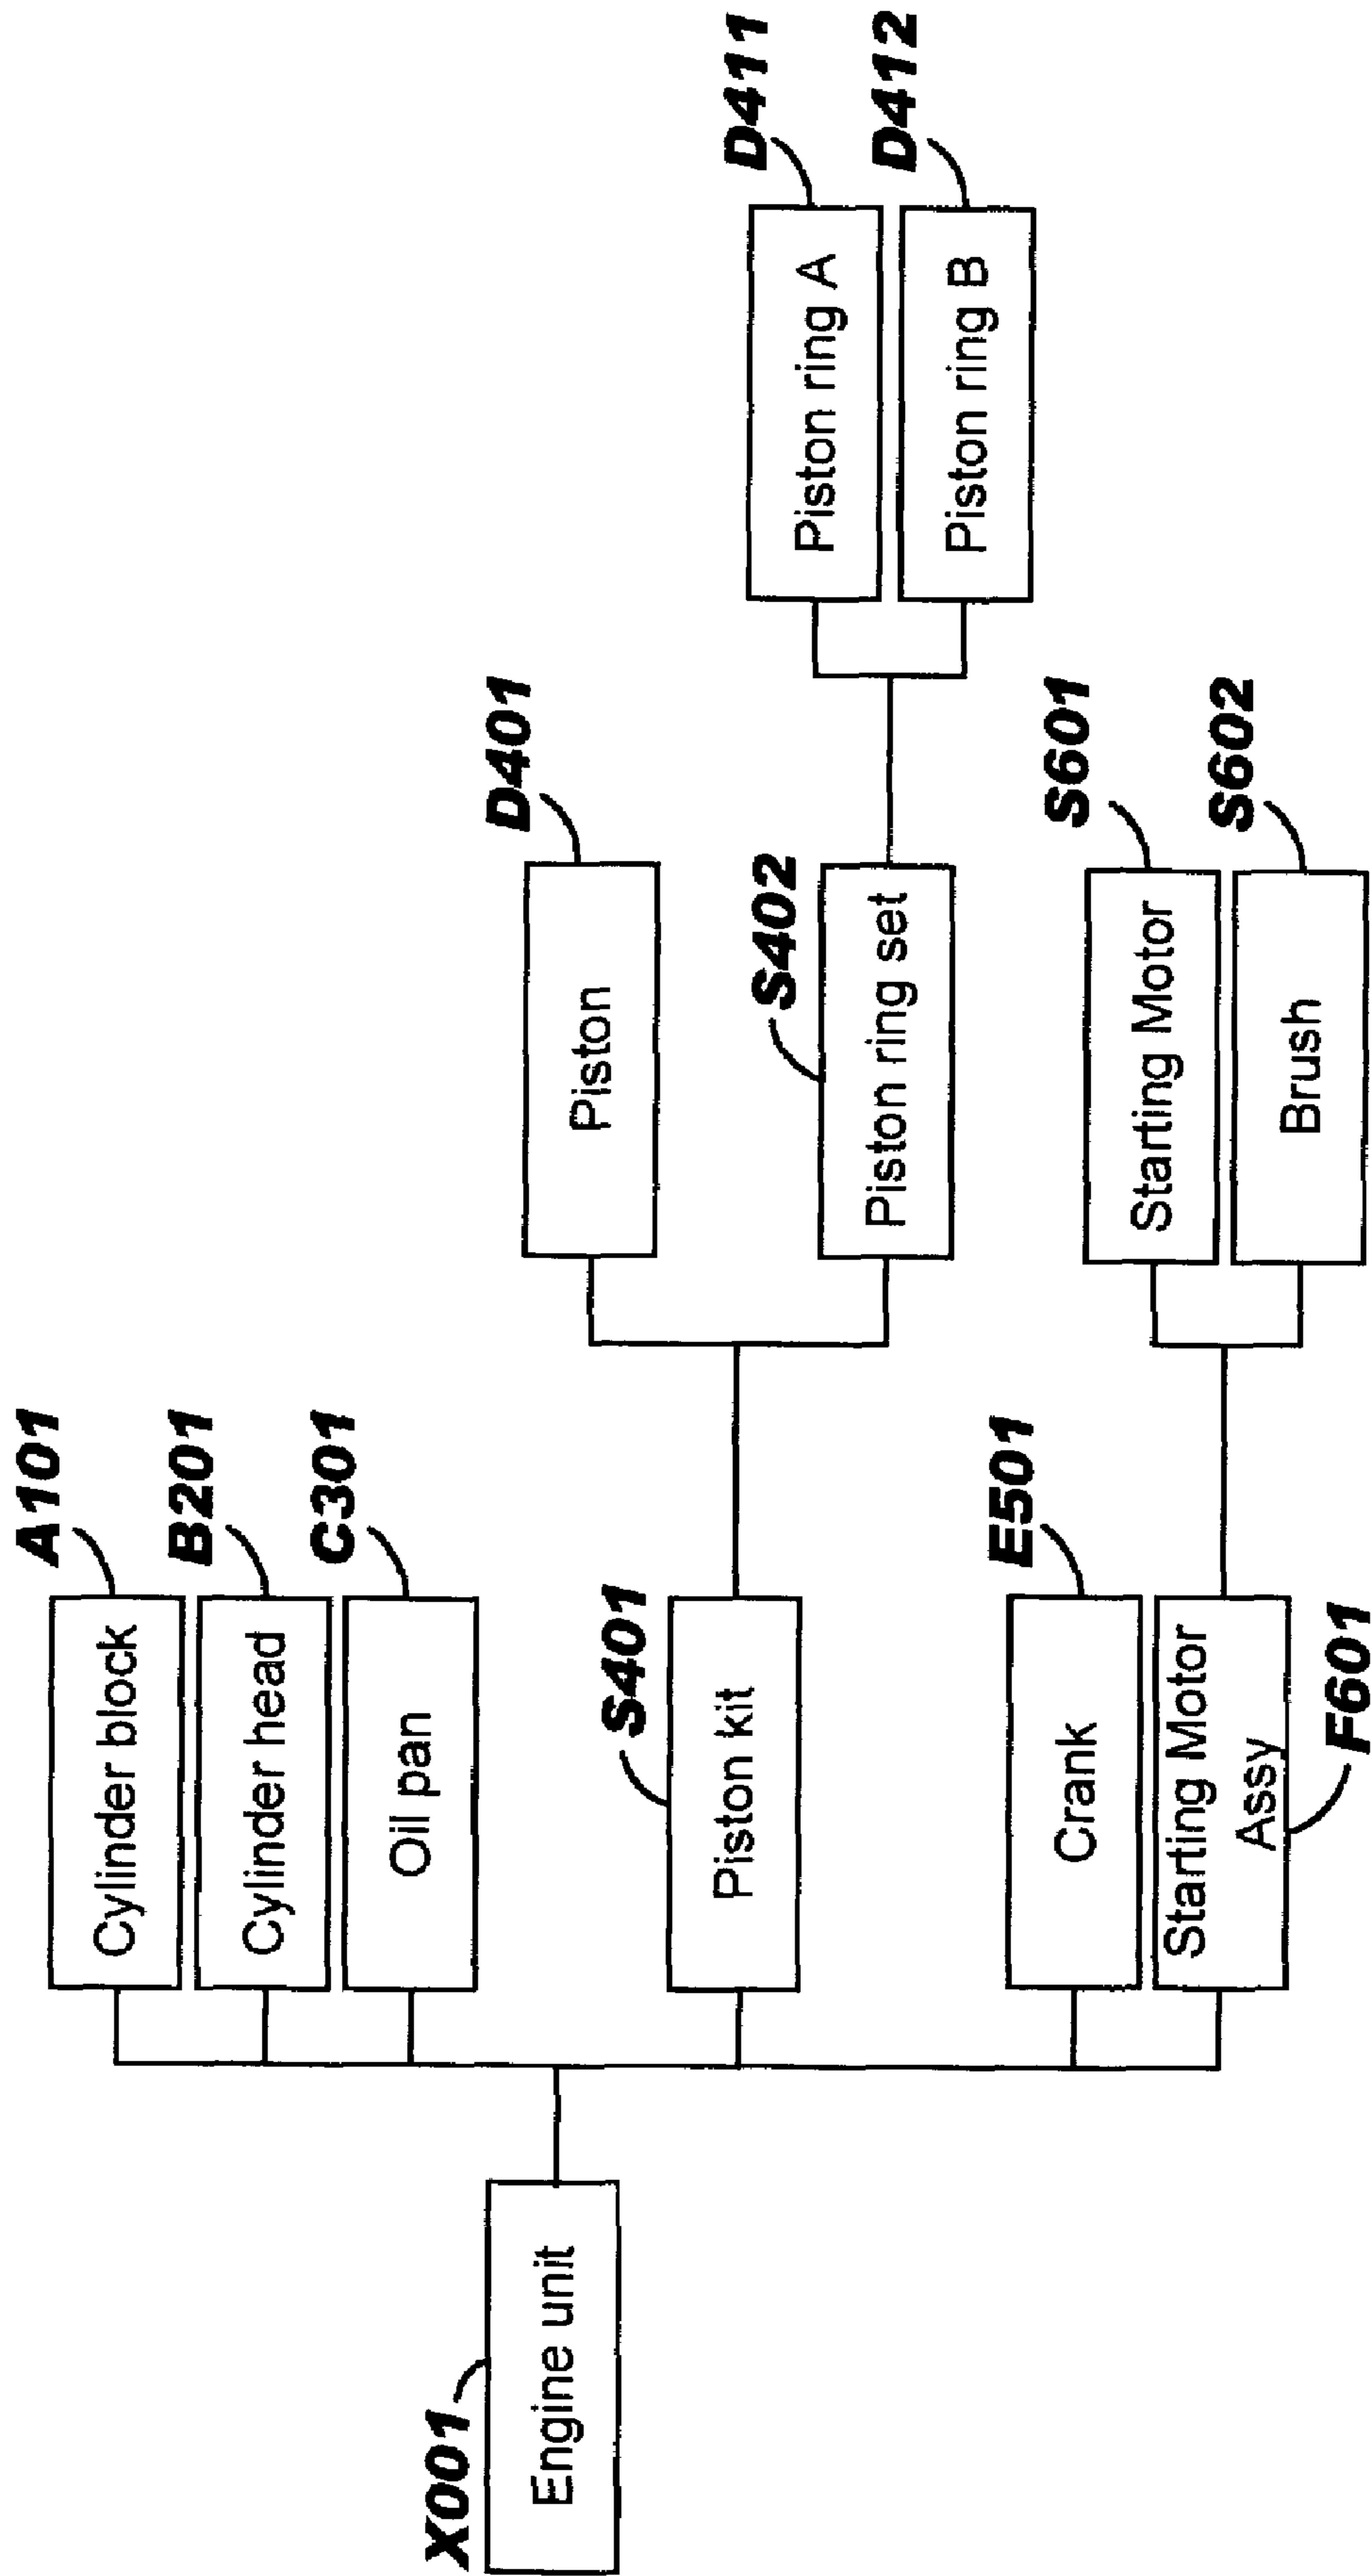 X001
Engine unit
A101
Cylinder block
B201
Cylinder head
C301
Oil pan
S401
Piston kit
E501
Crank
Starting Motor
Assy
F601
D401
Piston
S402
Piston ring set
S601
Starting Motor
S602
Brush
D411
Piston ring A
D412
Piston ring B